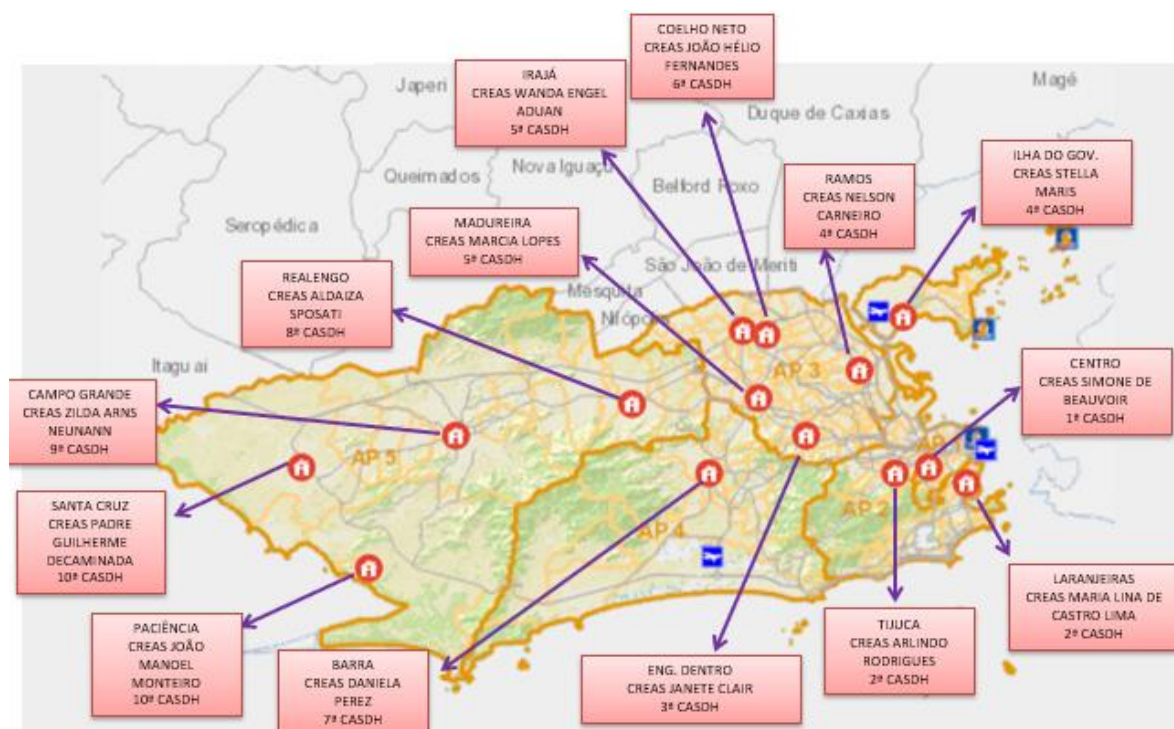 COELHO NETO
CREAS JOÃO HÉLIO
FERNANDES
6ª CASDH
IRAJÁ
CREAS WANDA ENGEL
ADUAN
5ª CASDH
Japeri
Magé
Duque de Caxias
Queimados
Nova Iguaçu
Belford Roxo
RAMOS
CREAS NELSON
CARNEIRO
4ª CASDH
ILHA DO GOV.
CREAS STELLA
MARIS
4ª CASDH
Seropédica
MADUREIRA
CREAS MARCIA LOPES
5ª CASDH
São João de Meriti
Mesquita
REALENGO
CREAS ALDAIZA
SPOSATI
8ª CASDH
Itaguaí
AP 3
CENTRO
CREAS SIMONE DE
BEAUVOIR
1ª CASDH
CAMPO GRANDE
CREAS ZILDA ARNS
NEUNANN
9ª CASDH
AP 5
AP 4
AP 2
SANTA CRUZ
CREAS PADRE
GUILHERME
DECAMINADA
10ª CASDH
LARANJEIRAS
CREAS MARIA LINA DE
CASTRO LIMA
2ª CASDH
PACIÊNCIA
CREAS JOÃO
MANOEL
MONTEIRO
10ª CASDH
BARRA
CREAS DANIELA
PEREZ
7ª CASDH
ENG. DENTRO
CREAS JANETE CLAIR
3ª CASDH
TIJUCA
CREAS ARLINDO
RODRIGUES
2ª CASDH